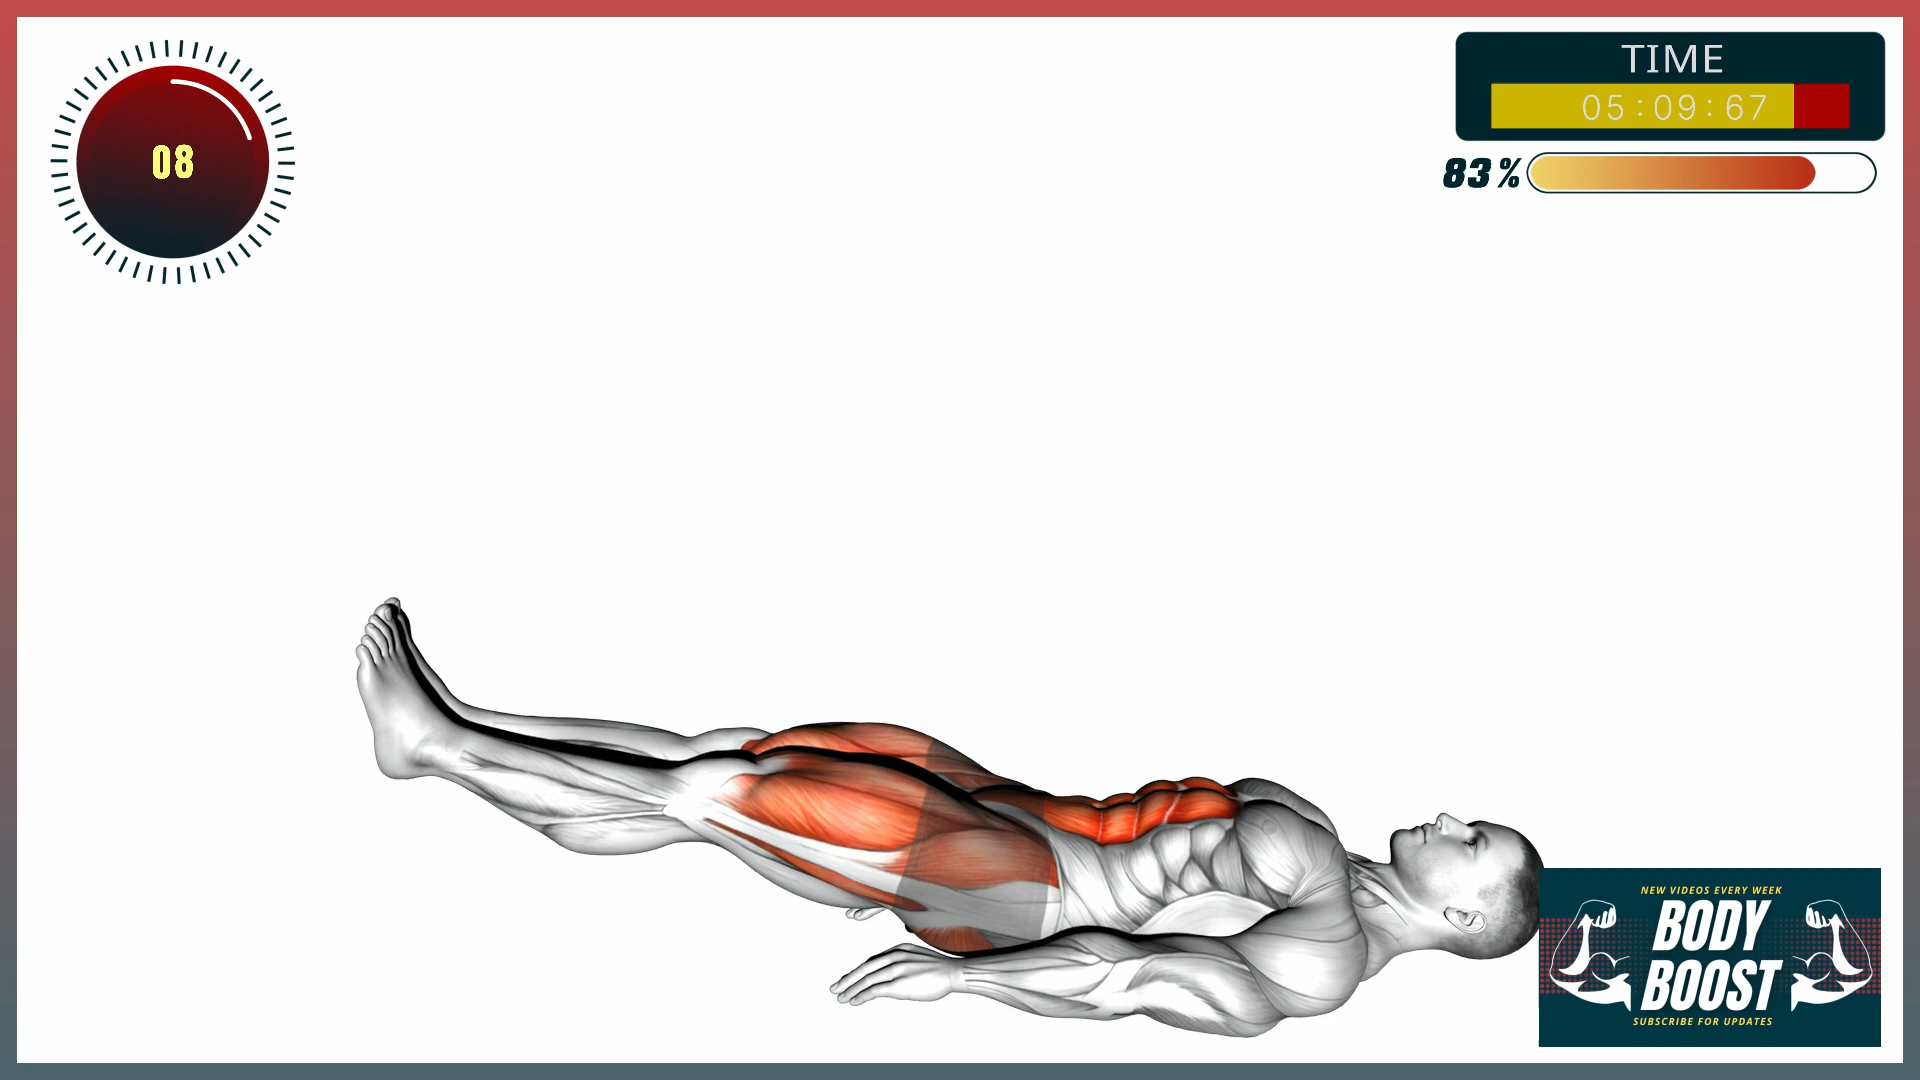 08
TIME
05:09:67
83%
NEW VIDEOS EVERY WEEK
BODY
BOOST
SUBSCRIBE FOR UPDATES